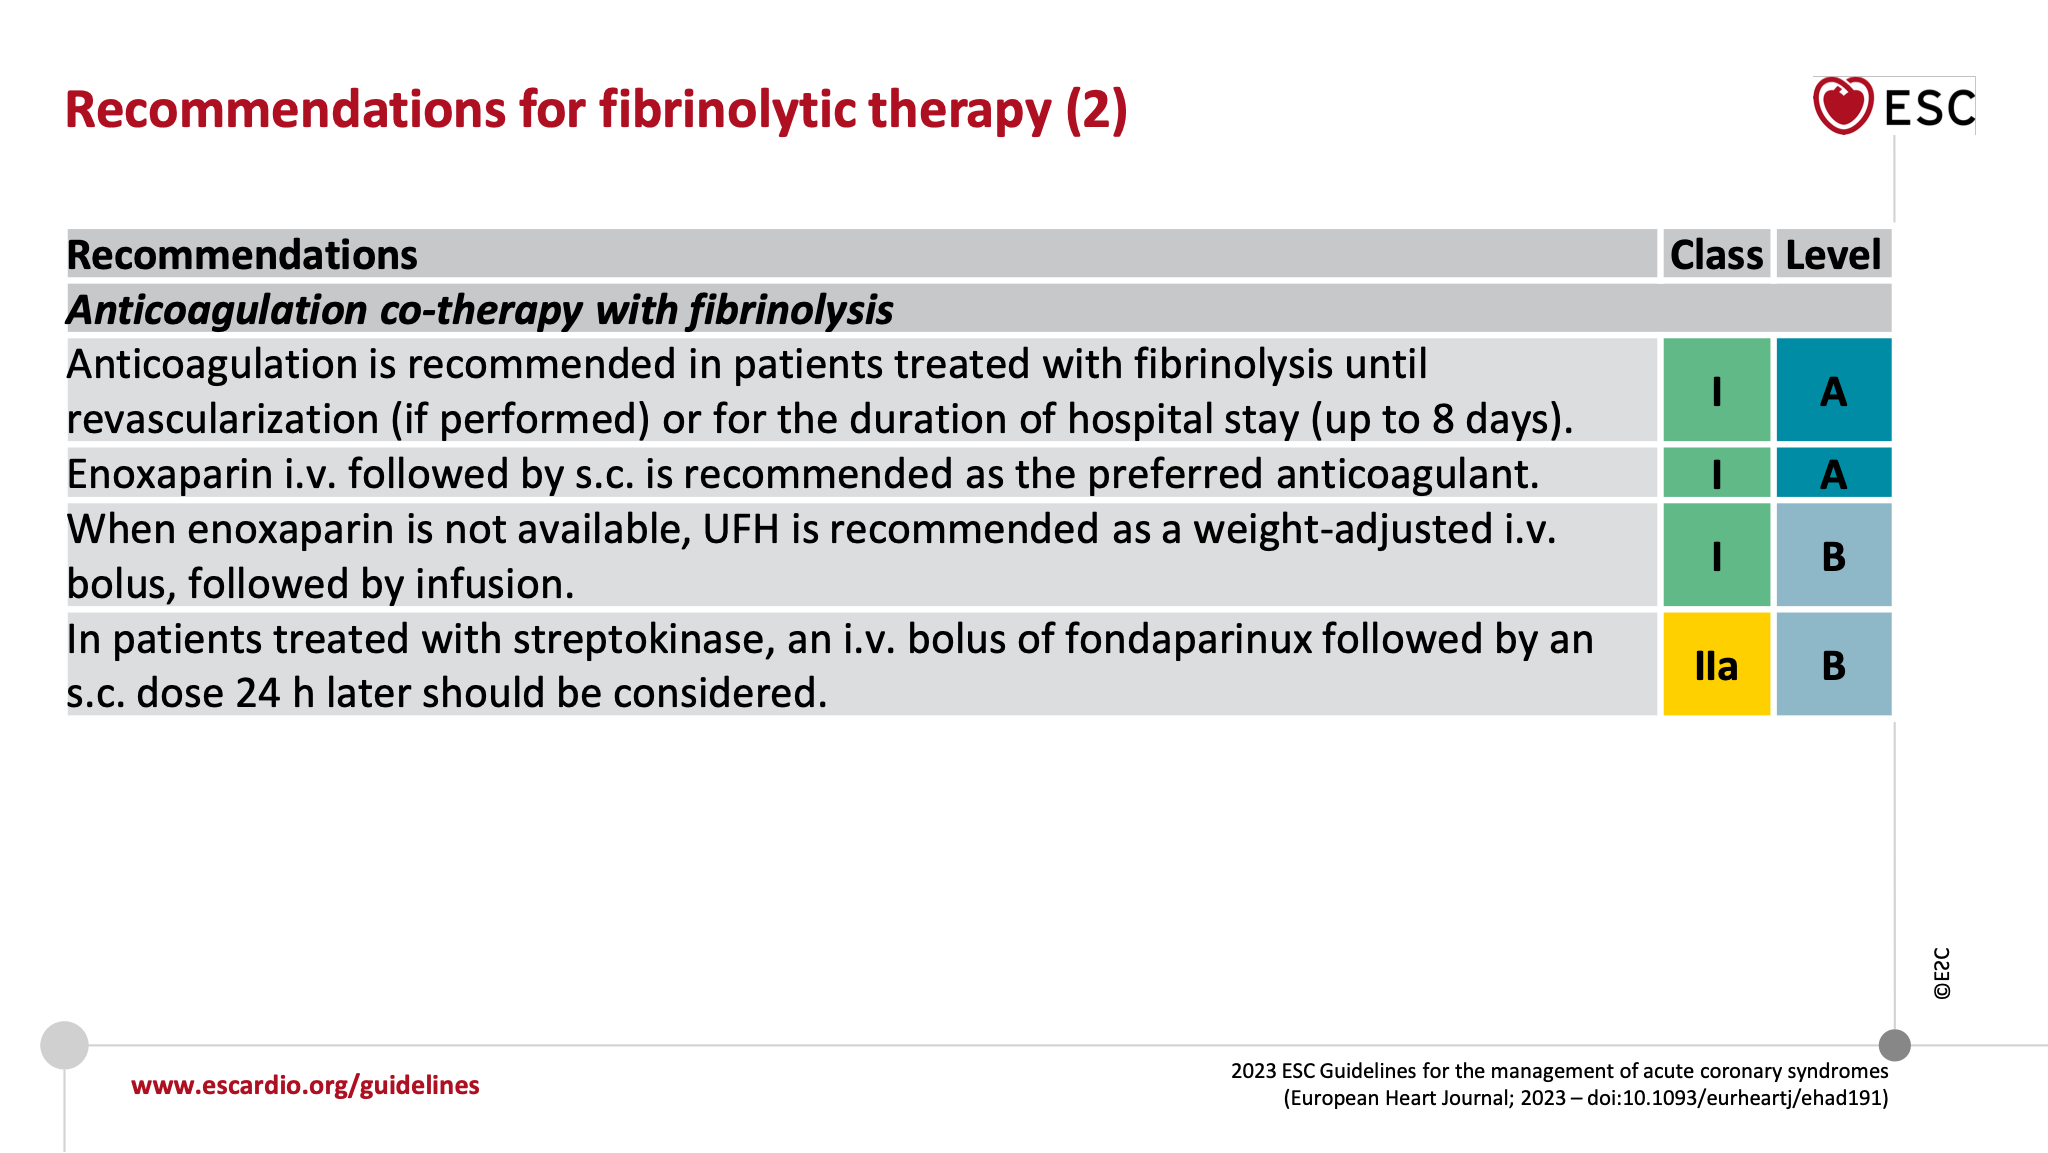 Recommendations for fibrinolytic therapy (2)
ESC
Recommendations Class Level
Anticoagulation co-therapy with fibrinolysis
Anticoagulation is recommended in patients treated with fibrinolysis until
revascularization (if performed) or for the duration of hospital stay (up to 8 days).
I A
Enoxaparin i.v. followed by s.c. is recommended as the preferred anticoagulant. I A
When enoxaparin is not available, UFH is recommended as a weight-adjusted i.v.
bolus, followed by infusion.
I B
In patients treated with streptokinase, an i.v. bolus of fondaparinux followed by an
s.c. dose 24 h later should be considered.
IIa B
©ESC
www.escardio.org/guidelines
2023 ESC Guidelines for the management of acute coronary syndromes
(European Heart Journal; 2023 – doi:10.1093/eurheartj/ehad191)